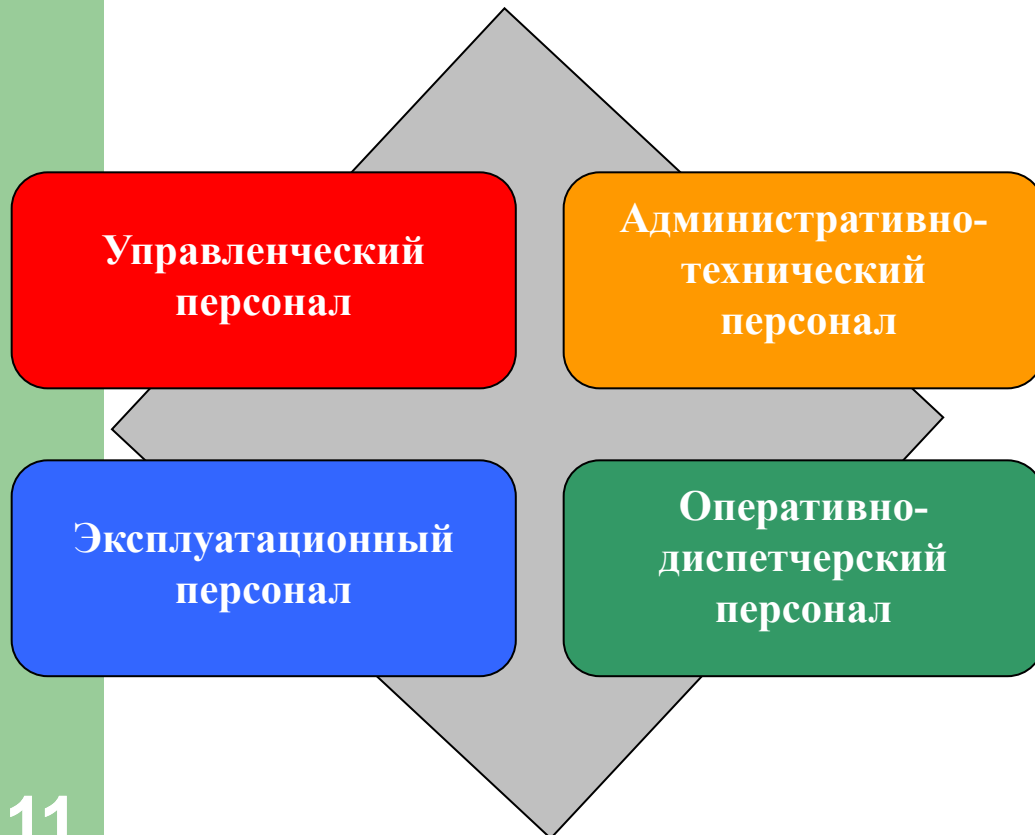 Управленческий
персонал
Административно-
технический
персонал
Эксплуатационный
персонал
Оперативно-
диспетчерский
персонал
11